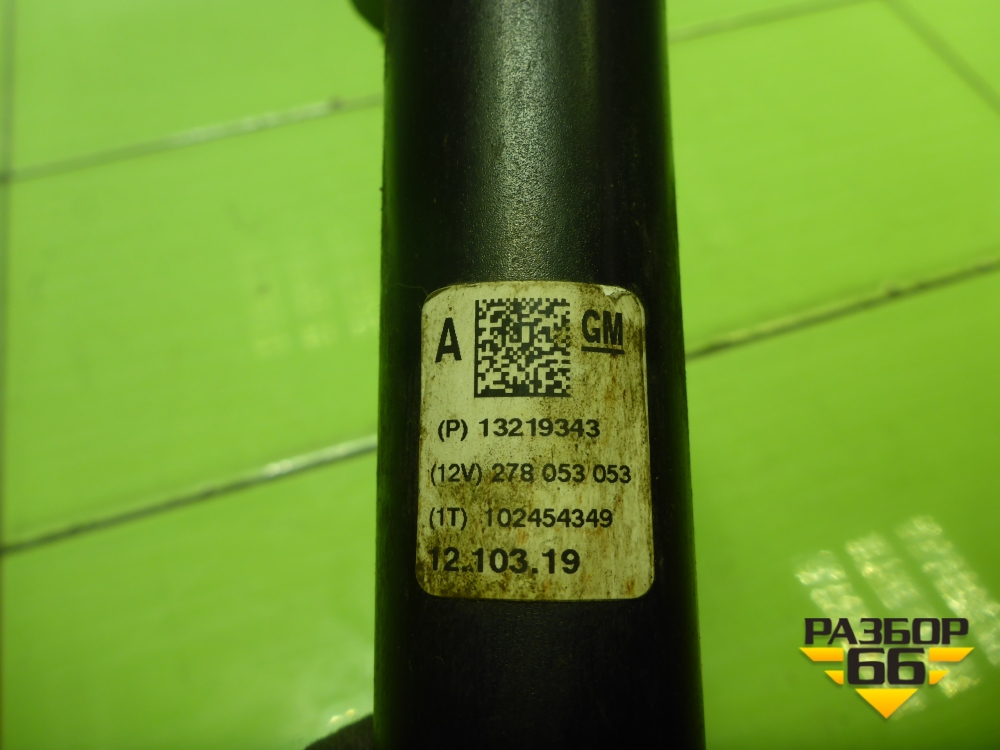 A GM
(P) 13219343
(12V) 278 053 053
(1T) 102454349
12.103.19
РАЗБОР
66